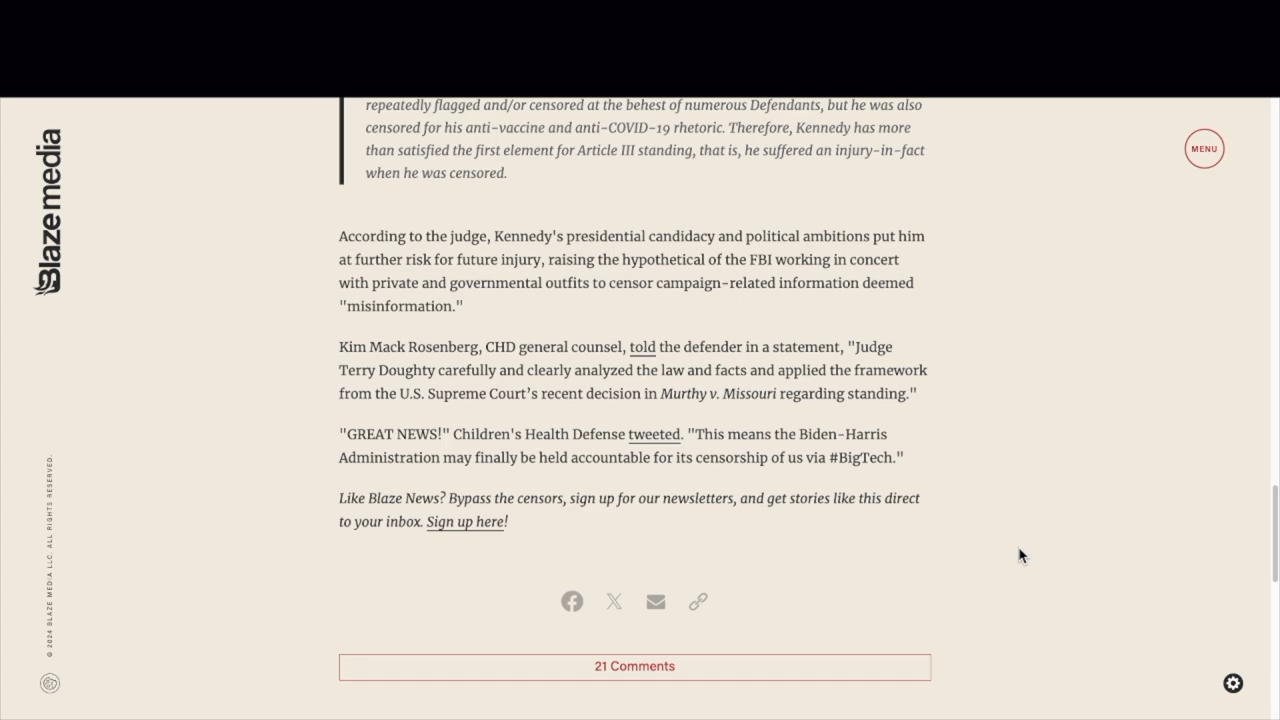 repeatedly flagged and/or censored at the behest of numerous Defendants, but he was also
censored for his anti-vaccine and anti-COVID-19 rhetoric. Therefore, Kennedy has more
than satisfied the first element for Article III standing, that is, he suffered an injury-in-fact
when he was censored.
According to the judge, Kennedy's presidential candidacy and political ambitions put him
at further risk for future injury, raising the hypothetical of the FBI working in concert
with private and governmental outfits to censor campaign-related information deemed
"misinformation."
Kim Mack Rosenberg, CHD general counsel, told the defender in a statement, "Judge
Terry Doughty carefully and clearly analyzed the law and facts and applied the framework
from the U.S. Supreme Court’s recent decision in Murthy v. Missouri regarding standing."
"GREAT NEWS!" Children's Health Defense tweeted. "This means the Biden-Harris
Administration may finally be held accountable for its censorship of us via #BigTech."
Like Blaze News? Bypass the censors, sign up for our newsletters, and get stories like this direct
to your inbox. Sign up here!
21 Comments
Blaze media
© 2024 BLAZE MEDIA LLC. ALL RIGHTS RESERVED.
MENU